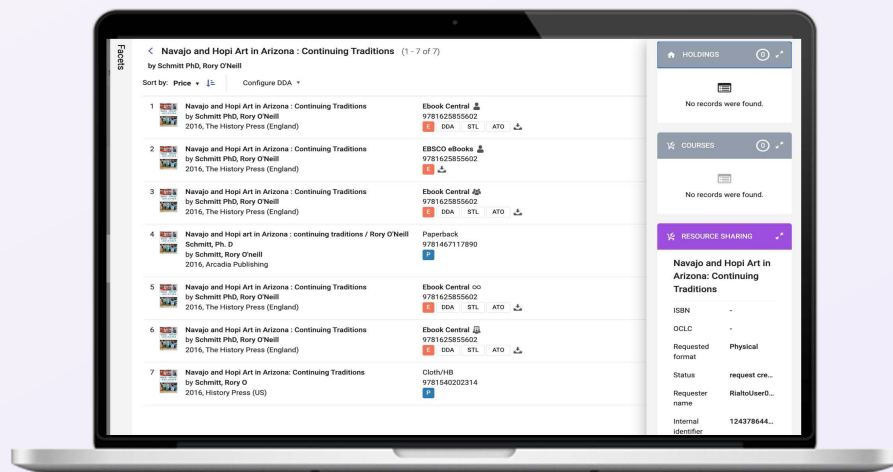 Facets
Navajo and Hopi Art in Arizona : Continuing Traditions (1 - 7 of 7)
by Schmitt PhD, Rory O'Neill
Sort by: Price Configure DDA
1 Navajo and Hopi Art in Arizona : Continuing Traditions
by Schmitt PhD, Rory O'Neill
2016, The History Press (England)
Ebook Central
9781625855602
E DDA STL ATO
2 Navajo and Hopi Art in Arizona : Continuing Traditions
by Schmitt PhD, Rory O'Neill
2016, The History Press (England)
EBSCO eBooks
9781625855602
E
3 Navajo and Hopi Art in Arizona : Continuing Traditions
by Schmitt PhD, Rory O'Neill
2016, The History Press (England)
Ebook Central
9781625855602
E DDA STL ATO
4 Navajo and Hopi art in Arizona : continuing traditions / Rory O'Neill
Schmitt, Ph. D
by Schmitt, Rory O'neill
2016, Arcadia Publishing
Paperback
9781467117890
P
5 Navajo and Hopi Art in Arizona : Continuing Traditions
by Schmitt PhD, Rory O'Neill
2016, The History Press (England)
Ebook Central
9781625855602
E DDA STL ATO
6 Navajo and Hopi Art in Arizona : Continuing Traditions
by Schmitt PhD, Rory O'Neill
2016, The History Press (England)
Ebook Central
9781625855602
E DDA STL ATO
7 Navajo and Hopi Art in Arizona: Continuing Traditions
by Schmitt, Rory O
2016, History Press (US)
Cloth/HB
9781540202314
P
HOLDINGS 0
No records were found.
COURSES 0
No records were found.
RESOURCE SHARING
Navajo and Hopi Art in
Arizona: Continuing
Traditions
ISBN -
OCLC -
Requested Physical
format
Status request cre...
Requester RialtoUser0...
name
Internal 124378644...
identifier